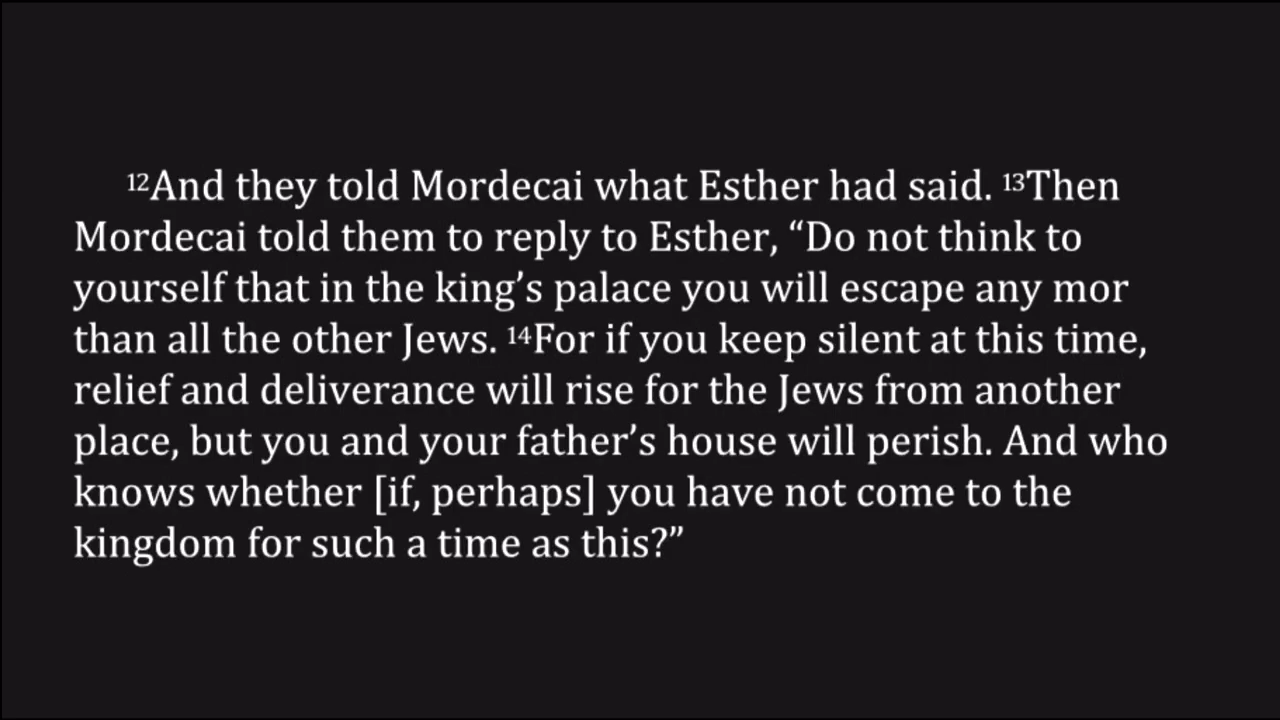 ¹²And they told Mordecai what Esther had said. ¹³Then
Mordecai told them to reply to Esther, “Do not think to
yourself that in the king’s palace you will escape any mor
than all the other Jews. ¹⁴For if you keep silent at this time,
relief and deliverance will rise for the Jews from another
place, but you and your father’s house will perish. And who
knows whether [if, perhaps] you have not come to the
kingdom for such a time as this?”